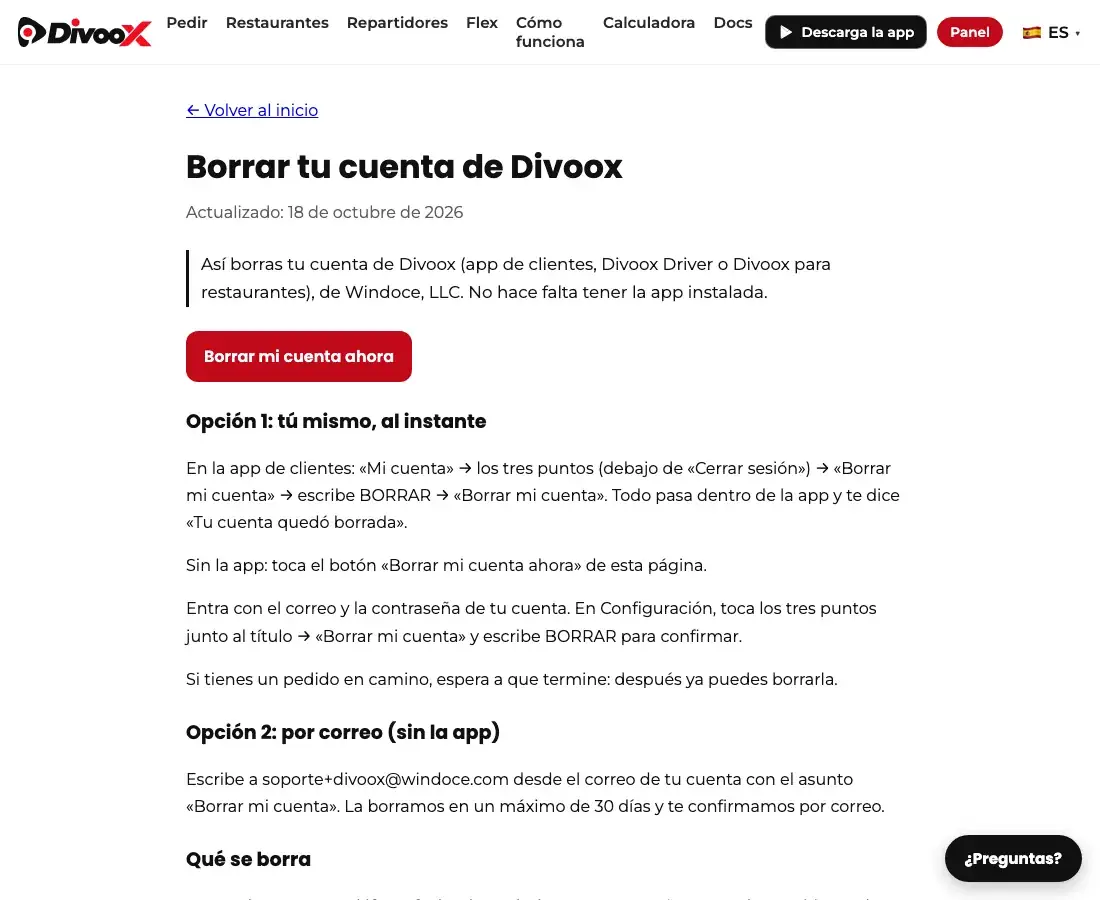 DivooX
Pedir
Restaurantes
Repartidores
Flex
Cómo
funciona
Calculadora
Docs
▶ Descarga la app
Panel
ES ▾
← Volver al inicio
Borrar tu cuenta de Divoox
Actualizado: 18 de octubre de 2026
Así borras tu cuenta de Divoox (app de clientes, Divoox Driver o Divoox para
restaurantes), de Windoce, LLC. No hace falta tener la app instalada.
Borrar mi cuenta ahora
Opción 1: tú mismo, al instante
En la app de clientes: «Mi cuenta» → los tres puntos (debajo de «Cerrar sesión») → «Borrar
mi cuenta» → escribe BORRAR → «Borrar mi cuenta». Todo pasa dentro de la app y te dice
«Tu cuenta quedó borrada».
Sin la app: toca el botón «Borrar mi cuenta ahora» de esta página.
Entra con el correo y la contraseña de tu cuenta. En Configuración, toca los tres puntos
junto al título → «Borrar mi cuenta» y escribe BORRAR para confirmar.
Si tienes un pedido en camino, espera a que termine: después ya puedes borrarla.
Opción 2: por correo (sin la app)
Escribe a soporte+divoox@windoce.com desde el correo de tu cuenta con el asunto
«Borrar mi cuenta». La borramos en un máximo de 30 días y te confirmamos por correo.
Qué se borra
¿Preguntas?